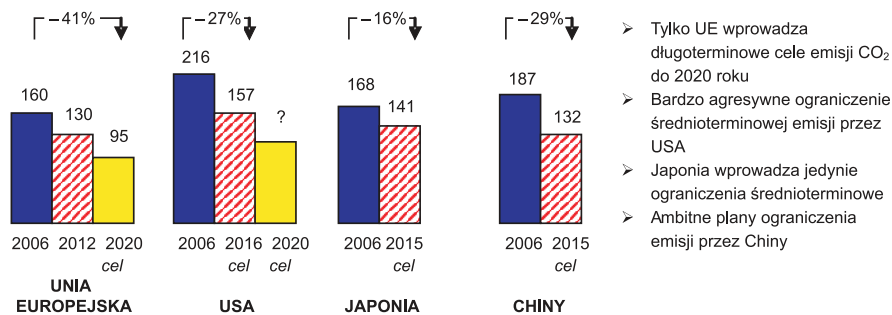 –41%
–27%
–16%
–29%
160
130
95
216
157
?
168
141
187
132
2006 2012 2020
cel
2006 2016 2020
cel cel
2006 2015
cel
2006 2015
cel
UNIA
EUROPEJSKA
USA
JAPONIA
CHINY
➢ Tylko UE wprowadza
długoterminowe cele emisji CO₂
do 2020 roku
➢ Bardzo agresywne ograniczenie
średnioterminowej emisji przez
USA
➢ Japonia wprowadza jedynie
ograniczenia średnioterminowe
➢ Ambitne plany ograniczenia
emisji przez Chiny